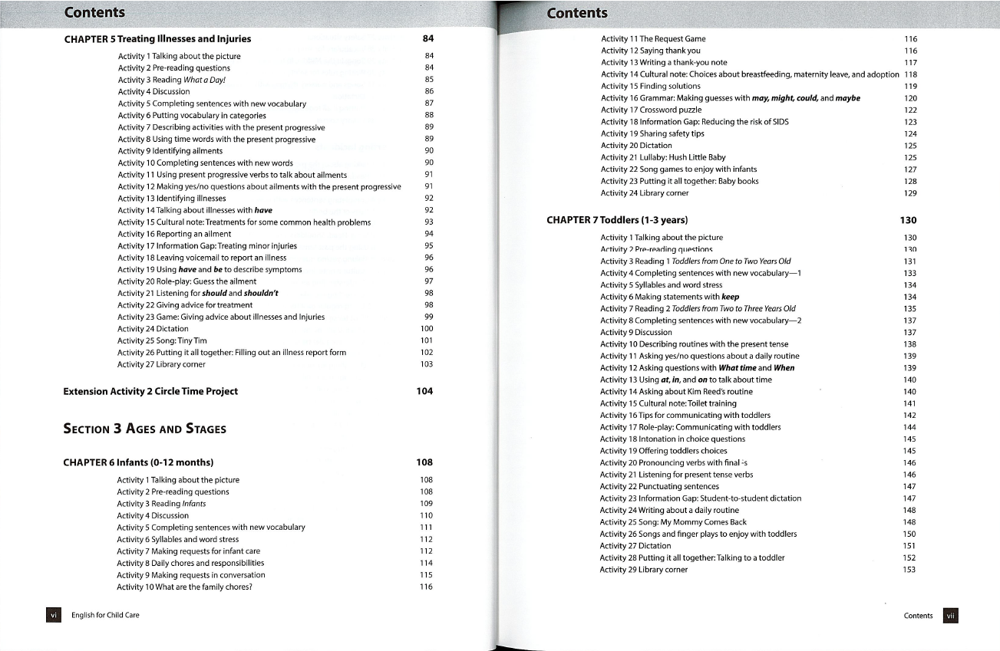 Contents
CHAPTER 5 Treating Illnesses and Injuries 84
Activity 1 Talking about the picture 84
Activity 2 Pre-reading questions 84
Activity 3 Reading What a Day! 85
Activity 4 Discussion 86
Activity 5 Completing sentences with new vocabulary 87
Activity 6 Putting vocabulary in categories 88
Activity 7 Describing activities with the present progressive 89
Activity 8 Using time words with the present progressive 89
Activity 9 Identifying ailments 90
Activity 10 Completing sentences with new words 90
Activity 11 Using present progressive verbs to talk about ailments 91
Activity 12 Making yes/no questions about ailments with the present progressive 91
Activity 13 Identifying illnesses 92
Activity 14 Talking about illnesses with have 92
Activity 15 Cultural note: Treatments for some common health problems 93
Activity 16 Reporting an ailment 94
Activity 17 Information Gap: Treating minor injuries 95
Activity 18 Leaving voicemail to report an illness 96
Activity 19 Using have and be to describe symptoms 96
Activity 20 Role-play: Guess the ailment 97
Activity 21 Listening for should and shouldn't 98
Activity 22 Giving advice for treatment 98
Activity 23 Game: Giving advice about illnesses and Injuries 99
Activity 24 Dictation 100
Activity 25 Song: Tiny Tim 101
Activity 26 Putting it all together: Filling out an illness report form 102
Activity 27 Library corner 103
Extension Activity 2 Circle Time Project 104
SECTION 3 AGES AND STAGES
CHAPTER 6 Infants (0-12 months) 108
Activity 1 Talking about the picture 108
Activity 2 Pre-reading questions 108
Activity 3 Reading Infants 109
Activity 4 Discussion 110
Activity 5 Completing sentences with new vocabulary 111
Activity 6 Syllables and word stress 112
Activity 7 Making requests for infant care 112
Activity 8 Daily chores and responsibilities 114
Activity 9 Making requests in conversation 115
Activity 10 What are the family chores? 116
vi English for Child Care
Contents
Activity 11 The Request Game 116
Activity 12 Saying thank you 116
Activity 13 Writing a thank-you note 117
Activity 14 Cultural note: Choices about breastfeeding, maternity leave, and adoption 118
Activity 15 Finding solutions 119
Activity 16 Grammar: Making guesses with may, might, could, and maybe 120
Activity 17 Crossword puzzle 122
Activity 18 Information Gap: Reducing the risk of SIDS 123
Activity 19 Sharing safety tips 124
Activity 20 Dictation 125
Activity 21 Lullaby: Hush Little Baby 125
Activity 22 Song games to enjoy with infants 127
Activity 23 Putting it all together: Baby books 128
Activity 24 Library corner 129
CHAPTER 7 Toddlers (1-3 years) 130
Activity 1 Talking about the picture 130
Activity 2 Pre-reading questions 130
Activity 3 Reading 1 Toddlers from One to Two Years Old 131
Activity 4 Completing sentences with new vocabulary—1 133
Activity 5 Syllables and word stress 134
Activity 6 Making statements with keep 134
Activity 7 Reading 2 Toddlers from Two to Three Years Old 135
Activity 8 Completing sentences with new vocabulary—2 137
Activity 9 Discussion 137
Activity 10 Describing routines with the present tense 138
Activity 11 Asking yes/no questions about a daily routine 139
Activity 12 Asking questions with What time and When 139
Activity 13 Using at, in, and on to talk about time 140
Activity 14 Asking about Kim Reed's routine 140
Activity 15 Cultural note: Toilet training 141
Activity 16 Tips for communicating with toddlers 142
Activity 17 Role-play: Communicating with toddlers 144
Activity 18 Intonation in choice questions 145
Activity 19 Offering toddlers choices 145
Activity 20 Pronouncing verbs with final -s 146
Activity 21 Listening for present tense verbs 146
Activity 22 Punctuating sentences 147
Activity 23 Information Gap: Student-to-student dictation 147
Activity 24 Writing about a daily routine 148
Activity 25 Song: My Mommy Comes Back 148
Activity 26 Songs and finger plays to enjoy with toddlers 150
Activity 27 Dictation 151
Activity 28 Putting it all together: Talking to a toddler 152
Activity 29 Library corner 153
Contents vii